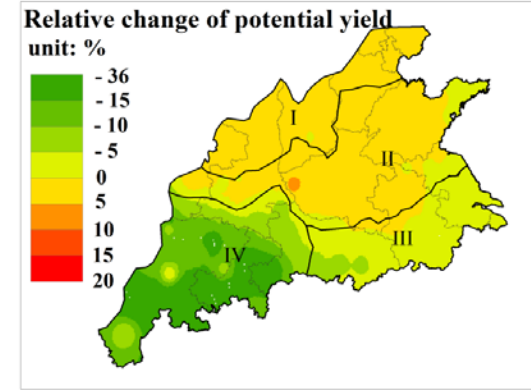 Relative change of potential yield
unit: %
- 36
- 15
- 10
- 5
0
5
10
15
20
I
II
III
IV